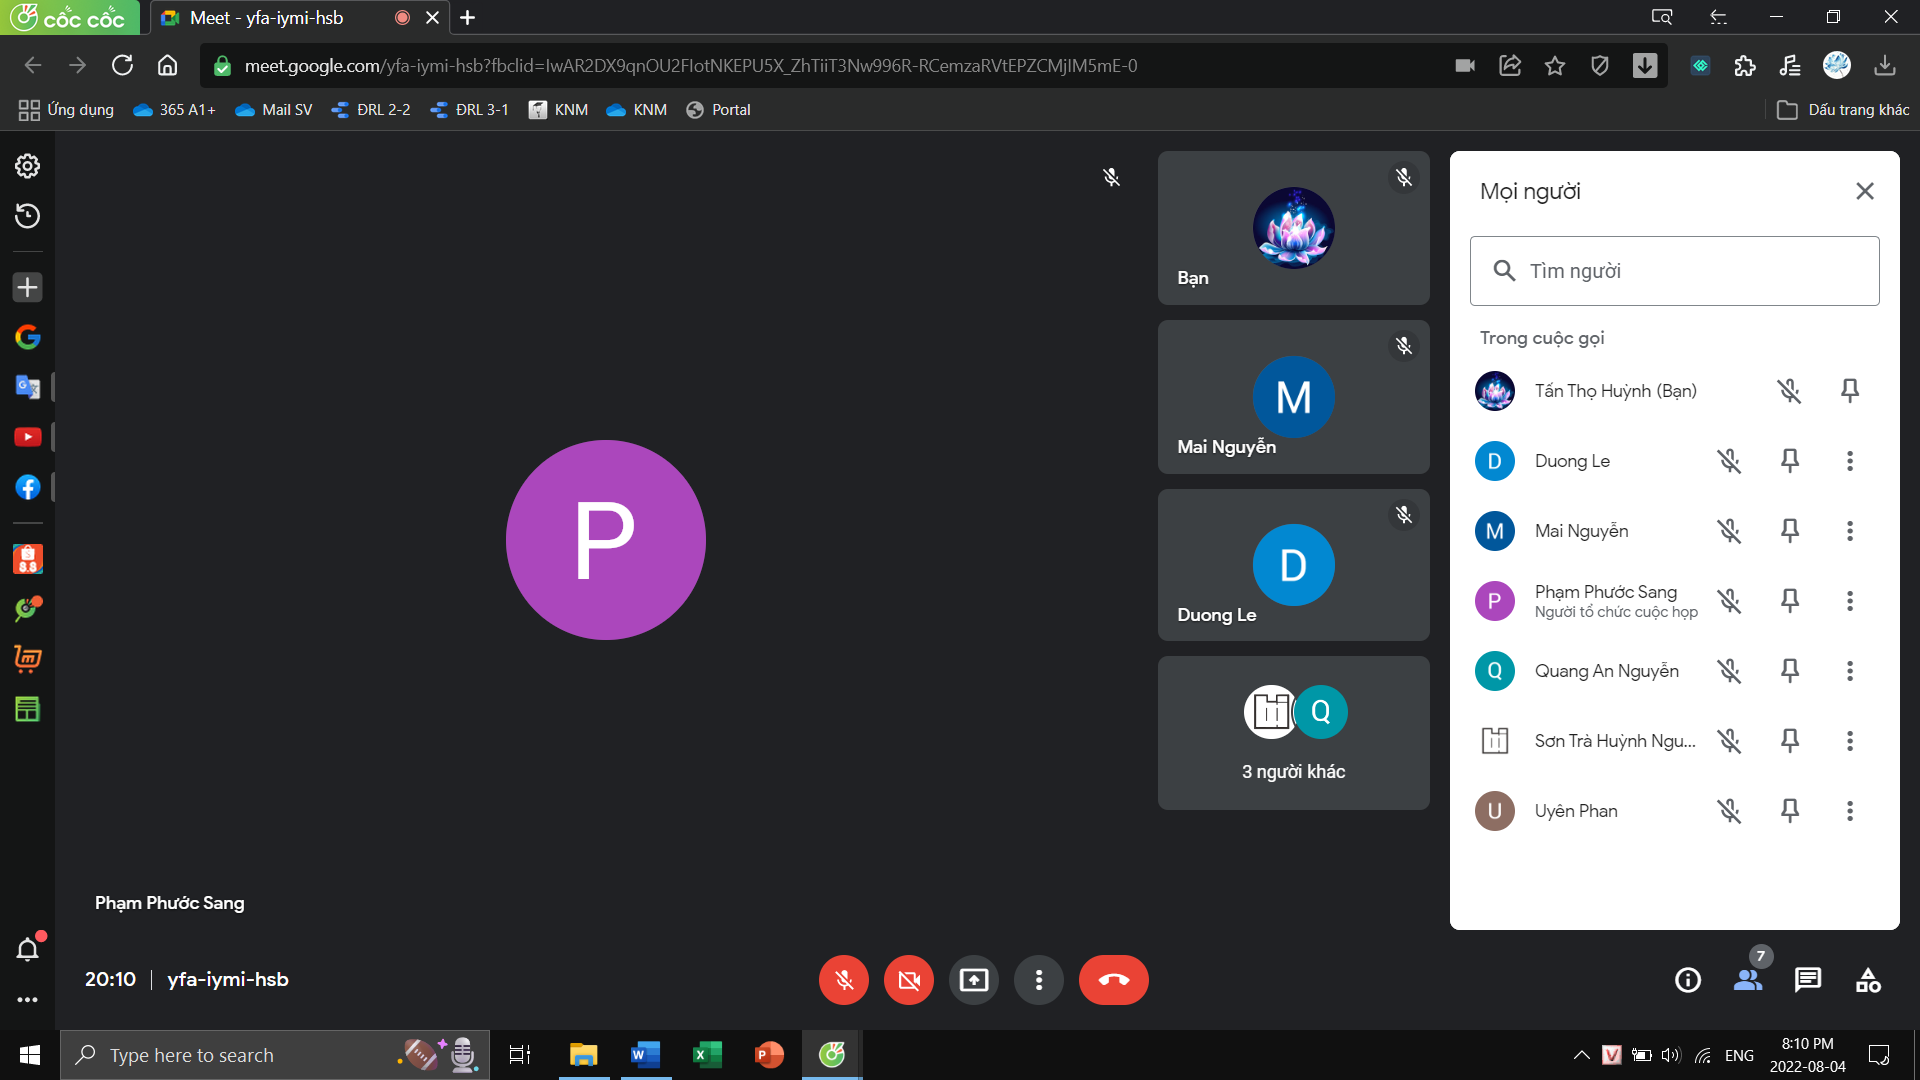 cốc cốc
Meet - yfa-iymi-hsb
meet.google.com/yfa-iymi-hsb?fbclid=IwAR2DX9qnOU2FIotNKEPU5X_ZhTiiT3Nw996R-RCemzaRVtEPZCMjIM5mE-0
Ứng dụng 365 A1+ Mail SV ĐRL 2-2 ĐRL 3-1 KNM KNM Portal Dấu trang khác
P
Phạm Phước Sang
Bạn
M
Mai Nguyễn
D
Duong Le
Q
3 người khác
Mọi người
Tìm người
Trong cuộc gọi
Tấn Thọ Huỳnh (Bạn)
D Duong Le
M Mai Nguyễn
P Phạm Phước Sang
Người tổ chức cuộc họp
Q Quang An Nguyễn
Sơn Trà Huỳnh Ngu...
U Uyên Phan
20:10 | yfa-iymi-hsb
7
Type here to search
ENG
8:10 PM
2022-08-04